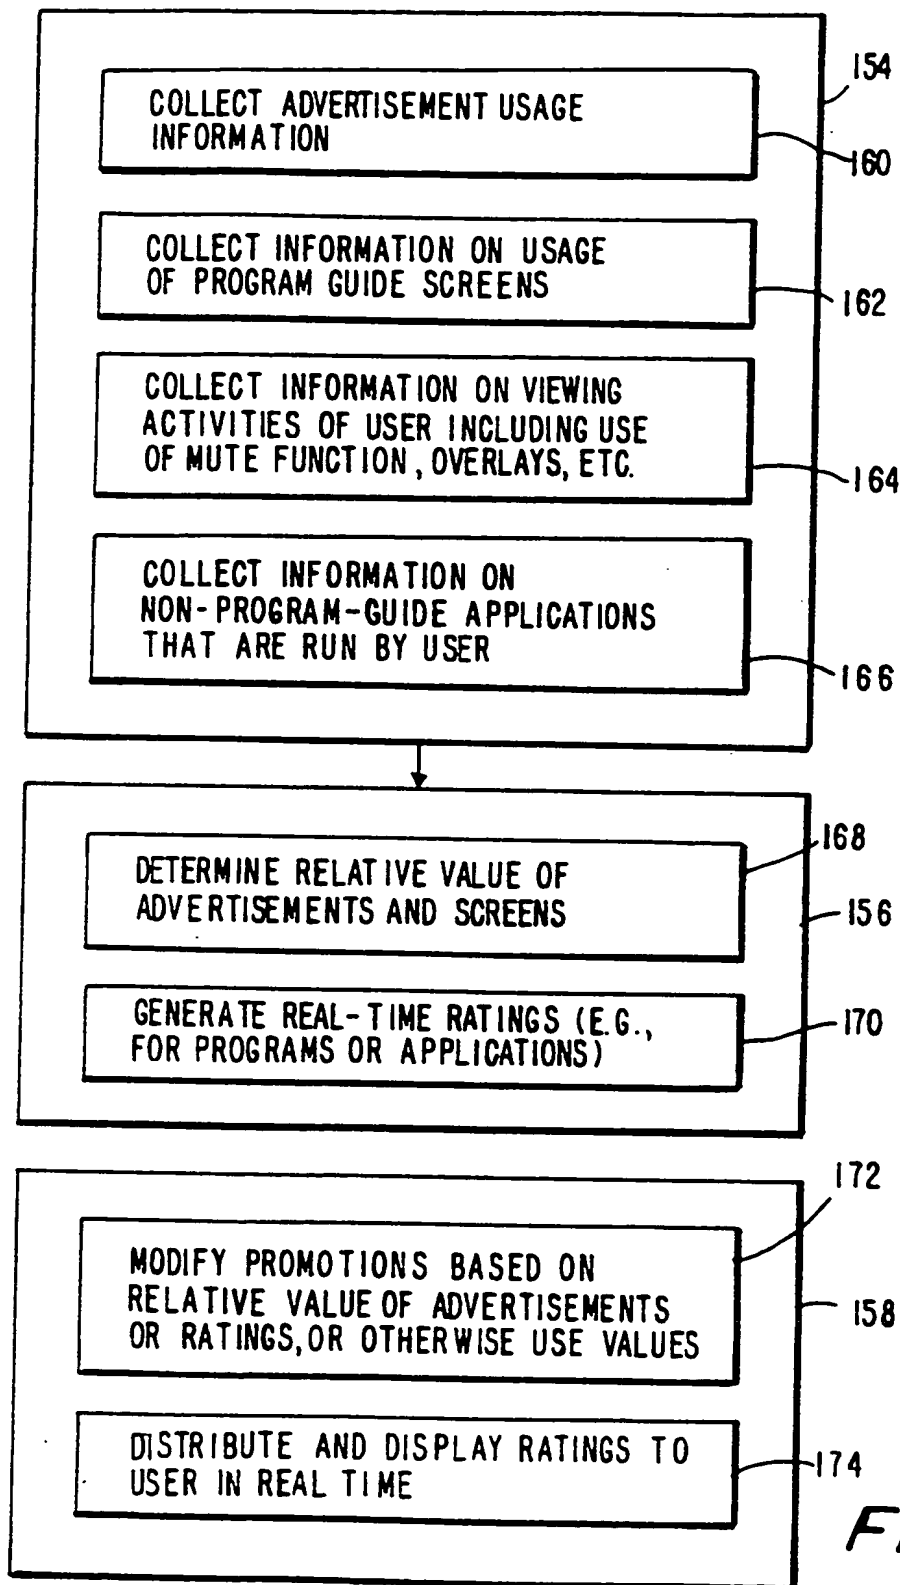 154
COLLECT ADVERTISEMENT USAGE
INFORMATION
160
COLLECT INFORMATION ON USAGE
OF PROGRAM GUIDE SCREENS
162
COLLECT INFORMATION ON VIEWING
ACTIVITIES OF USER INCLUDING USE
OF MUTE FUNCTION, OVERLAYS, ETC.
164
COLLECT INFORMATION ON
NON-PROGRAM-GUIDE APPLICATIONS
THAT ARE RUN BY USER
166
168
DETERMINE RELATIVE VALUE OF
ADVERTISEMENTS AND SCREENS
156
GENERATE REAL-TIME RATINGS (E.G.,
FOR PROGRAMS OR APPLICATIONS)
170
172
MODIFY PROMOTIONS BASED ON
RELATIVE VALUE OF ADVERTISEMENTS
OR RATINGS, OR OTHERWISE USE VALUES
158
DISTRIBUTE AND DISPLAY RATINGS TO
USER IN REAL TIME
174